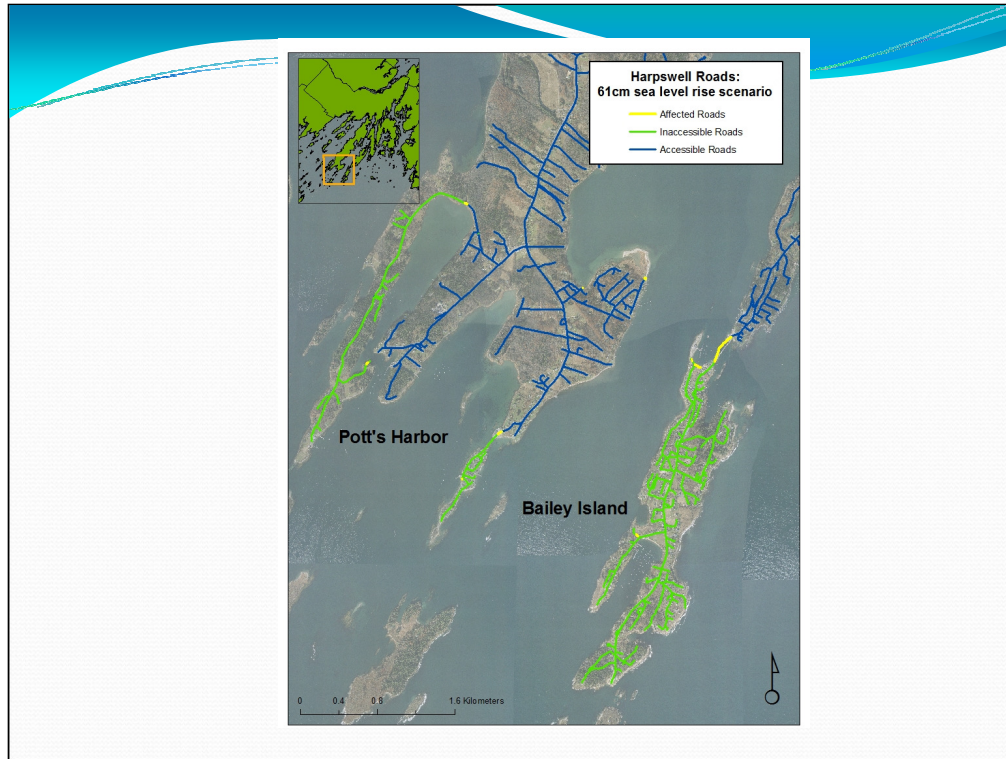 Harpswell Roads:
61cm sea level rise scenario
Affected Roads
Inaccessible Roads
Accessible Roads
Pott's Harbor
Bailey Island
0 0.4 0.8 1.6 Kilometers